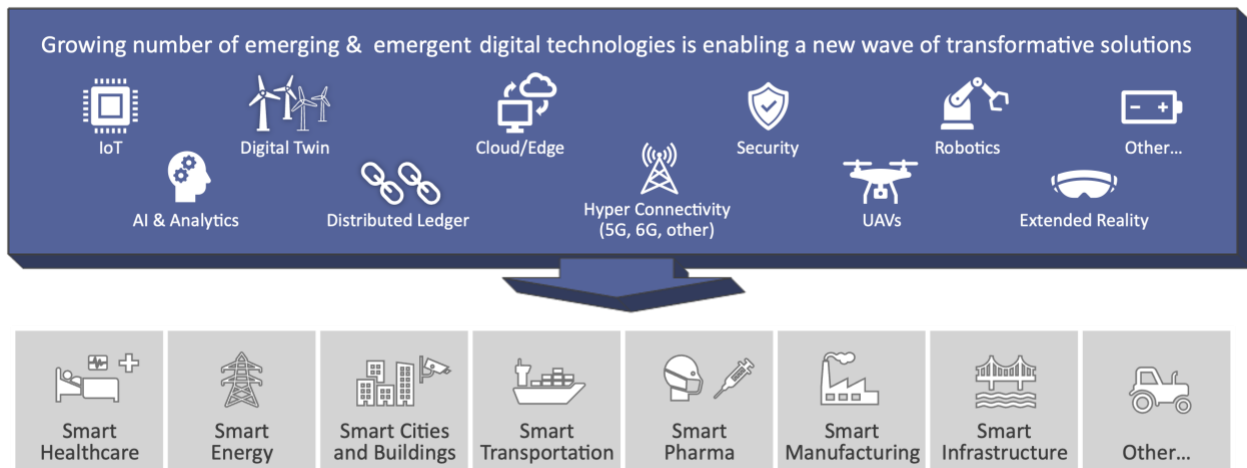 Growing number of emerging & emergent digital technologies is enabling a new wave of transformative solutions
IoT
Digital Twin
Cloud/Edge
Security
Robotics
Other...
AI & Analytics
Distributed Ledger
Hyper Connectivity
(5G, 6G, other)
UAVs
Extended Reality
Smart
Healthcare
Smart
Energy
Smart Cities
and Buildings
Smart
Transportation
Smart
Pharma
Smart
Manufacturing
Smart
Infrastructure
Other...